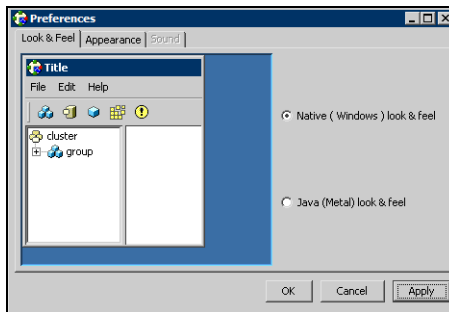 Preferences
Look & Feel Appearance Sound
Title
File Edit Help
cluster
group
Native ( Windows ) look & feel
Java (Metal) look & feel
OK Cancel Apply